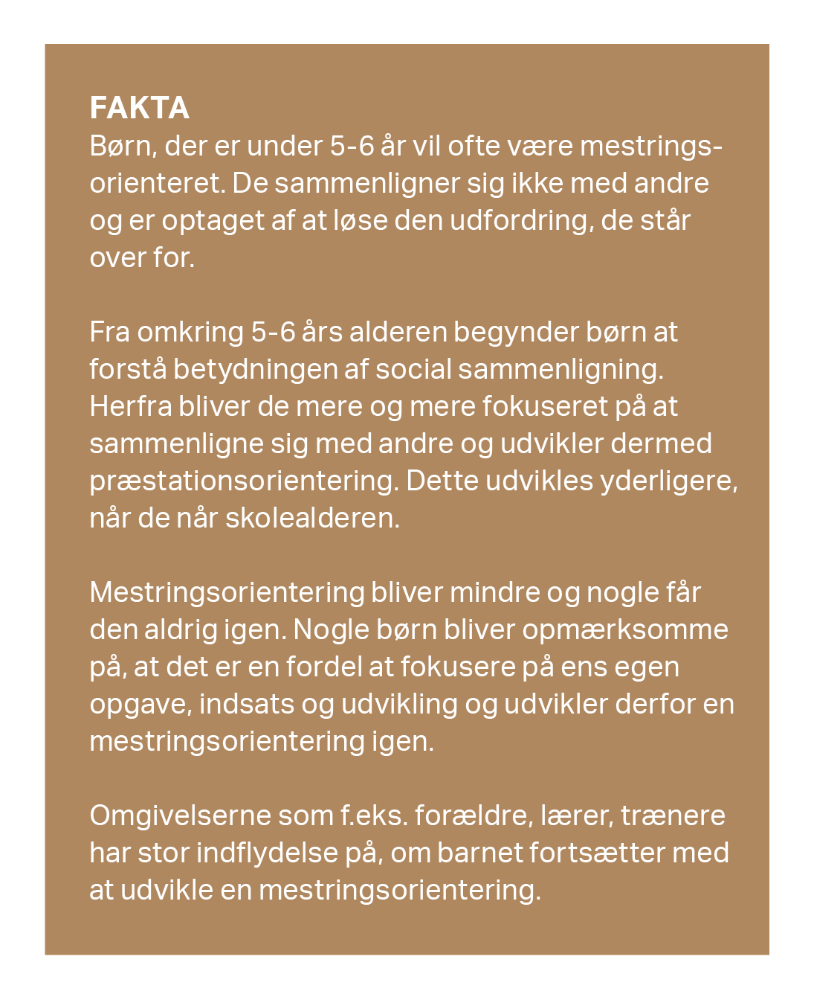 FAKTA
Børn, der er under 5-6 år vil ofte være mestrings-
orienteret. De sammenligner sig ikke med andre
og er optaget af at løse den udfordring, de står
over for.
Fra omkring 5-6 års alderen begynder børn at
forstå betydningen af social sammenligning.
Herfra bliver de mere og mere fokuseret på at
sammenligne sig med andre og udvikler dermed
præstationsorientering. Dette udvikles yderligere,
når de når skolealderen.
Mestringsorientering bliver mindre og nogle får
den aldrig igen. Nogle børn bliver opmærksomme
på, at det er en fordel at fokusere på ens egen
opgave, indsats og udvikling og udvikler derfor en
mestringsorientering igen.
Omgivelserne som f.eks. forældre, lærer, trænere
har stor indflydelse på, om barnet fortsætter med
at udvikle en mestringsorientering.